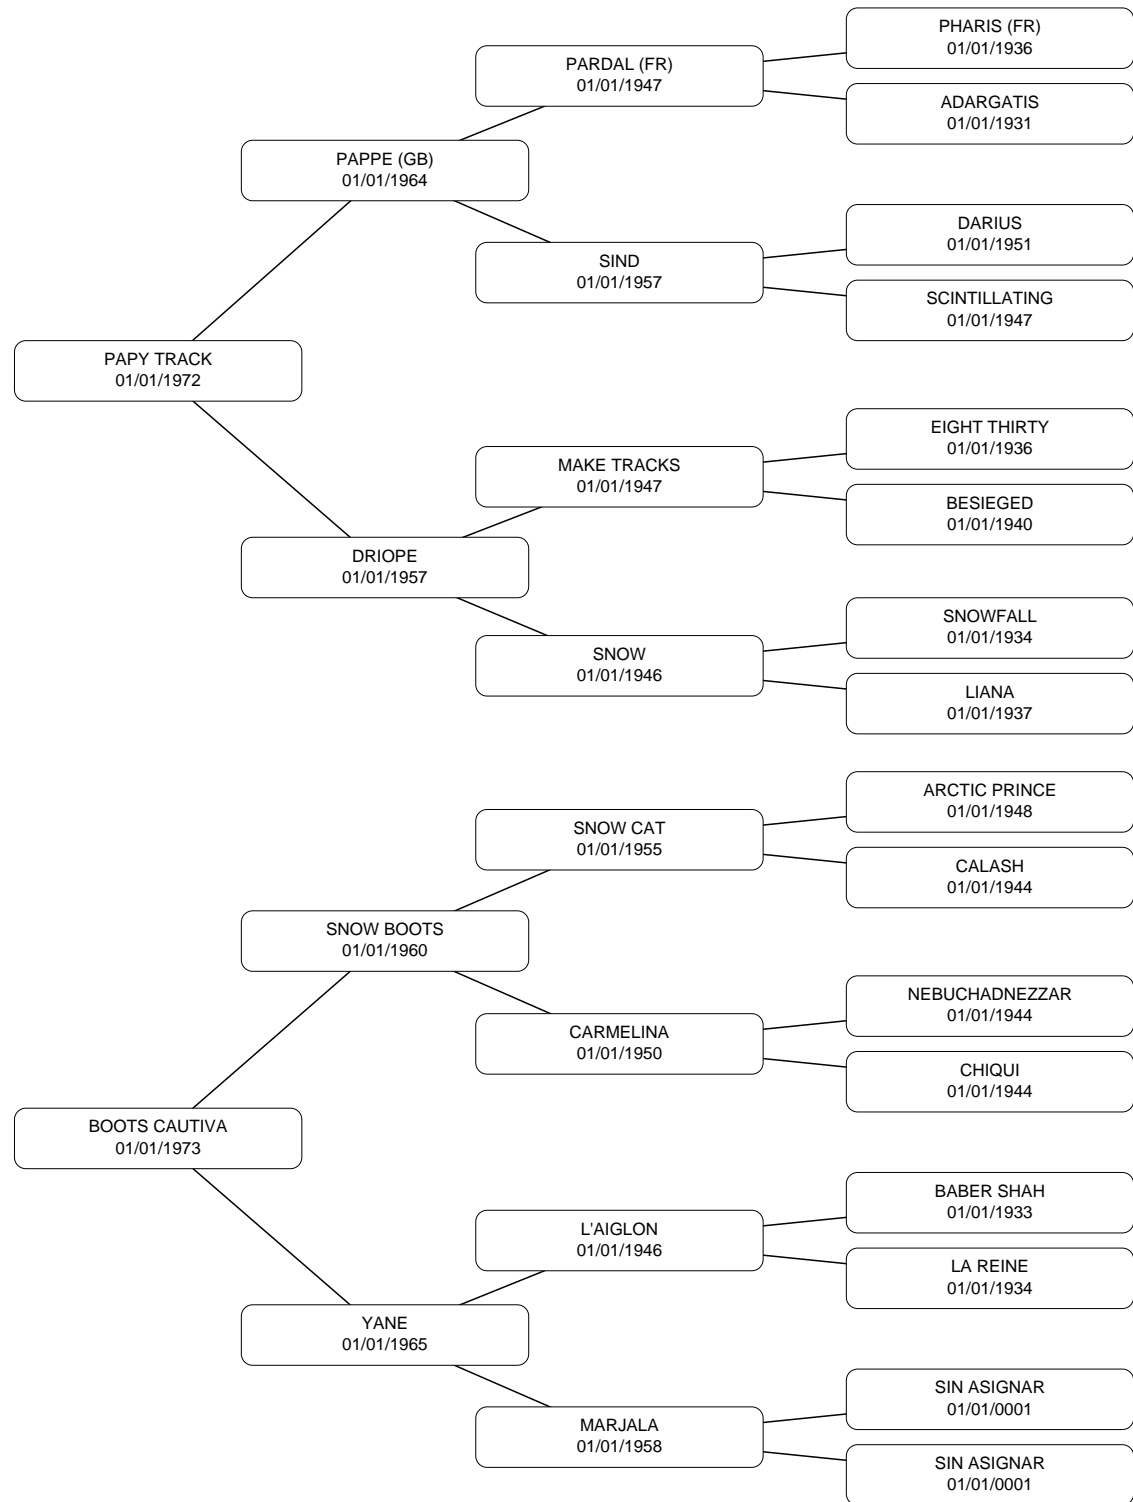 PHARIS (FR)
01/01/1936
PARDAL (FR)
01/01/1947
ADARGATIS
01/01/1931
PAPPE (GB)
01/01/1964
DARIUS
01/01/1951
SIND
01/01/1957
SCINTILLATING
01/01/1947
PAPY TRACK
01/01/1972
EIGHT THIRTY
01/01/1936
MAKE TRACKS
01/01/1947
BESIEGED
01/01/1940
DRIOPE
01/01/1957
SNOWFALL
01/01/1934
SNOW
01/01/1946
LIANA
01/01/1937
ARCTIC PRINCE
01/01/1948
SNOW CAT
01/01/1955
CALASH
01/01/1944
SNOW BOOTS
01/01/1960
NEBUCHADNEZZAR
01/01/1944
CARMELINA
01/01/1950
CHIQUI
01/01/1944
BOOTS CAUTIVA
01/01/1973
BABER SHAH
01/01/1933
L'AIGLON
01/01/1946
LA REINE
01/01/1934
YANE
01/01/1965
SIN ASIGNAR
01/01/0001
MARJALA
01/01/1958
SIN ASIGNAR
01/01/0001